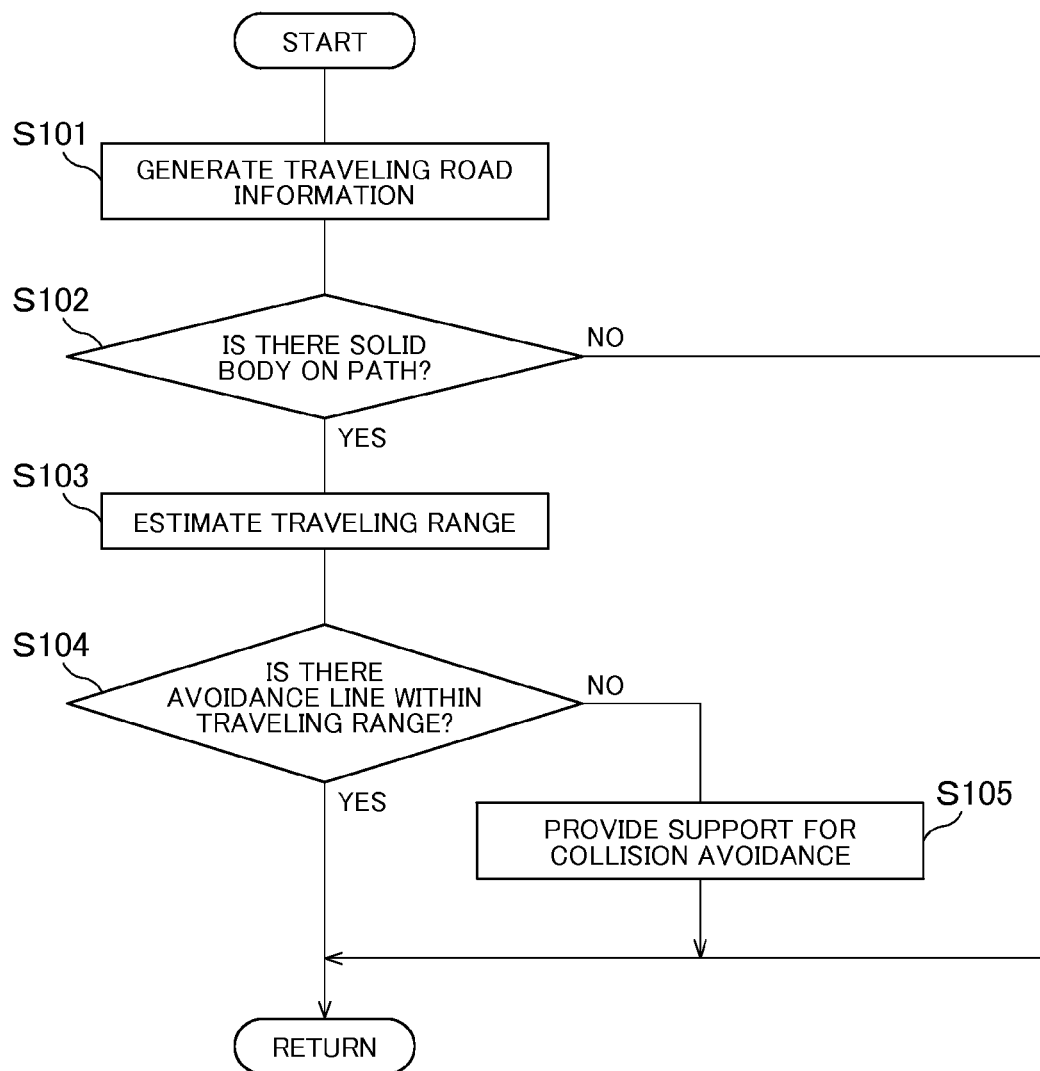 START
S101
GENERATE TRAVELING ROAD
INFORMATION
S102
IS THERE SOLID
BODY ON PATH?
NO
YES
S103
ESTIMATE TRAVELING RANGE
S104
IS THERE
AVOIDANCE LINE WITHIN
TRAVELING RANGE?
NO
YES
S105
PROVIDE SUPPORT FOR
COLLISION AVOIDANCE
RETURN